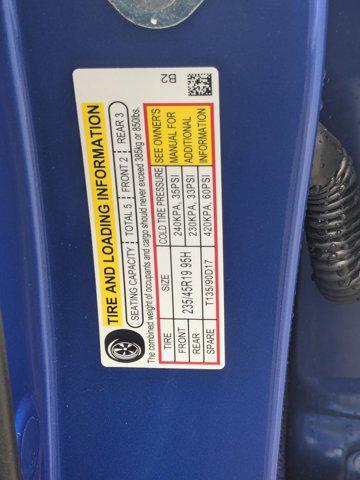 TIRE AND LOADING INFORMATION
SEATING CAPACITY TOTAL 5 FRONT 2 REAR 3
The combined weight of occupants and cargo should never exceed 385kg or 850lbs.
TIRE SIZE COLD TIRE PRESSURE SEE OWNER'S
FRONT 235/45R19 95H 240KPA, 35PSI MANUAL FOR
REAR 230KPA, 33PSI ADDITIONAL
SPARE T135/90D17 420KPA, 60PSI INFORMATION
B2